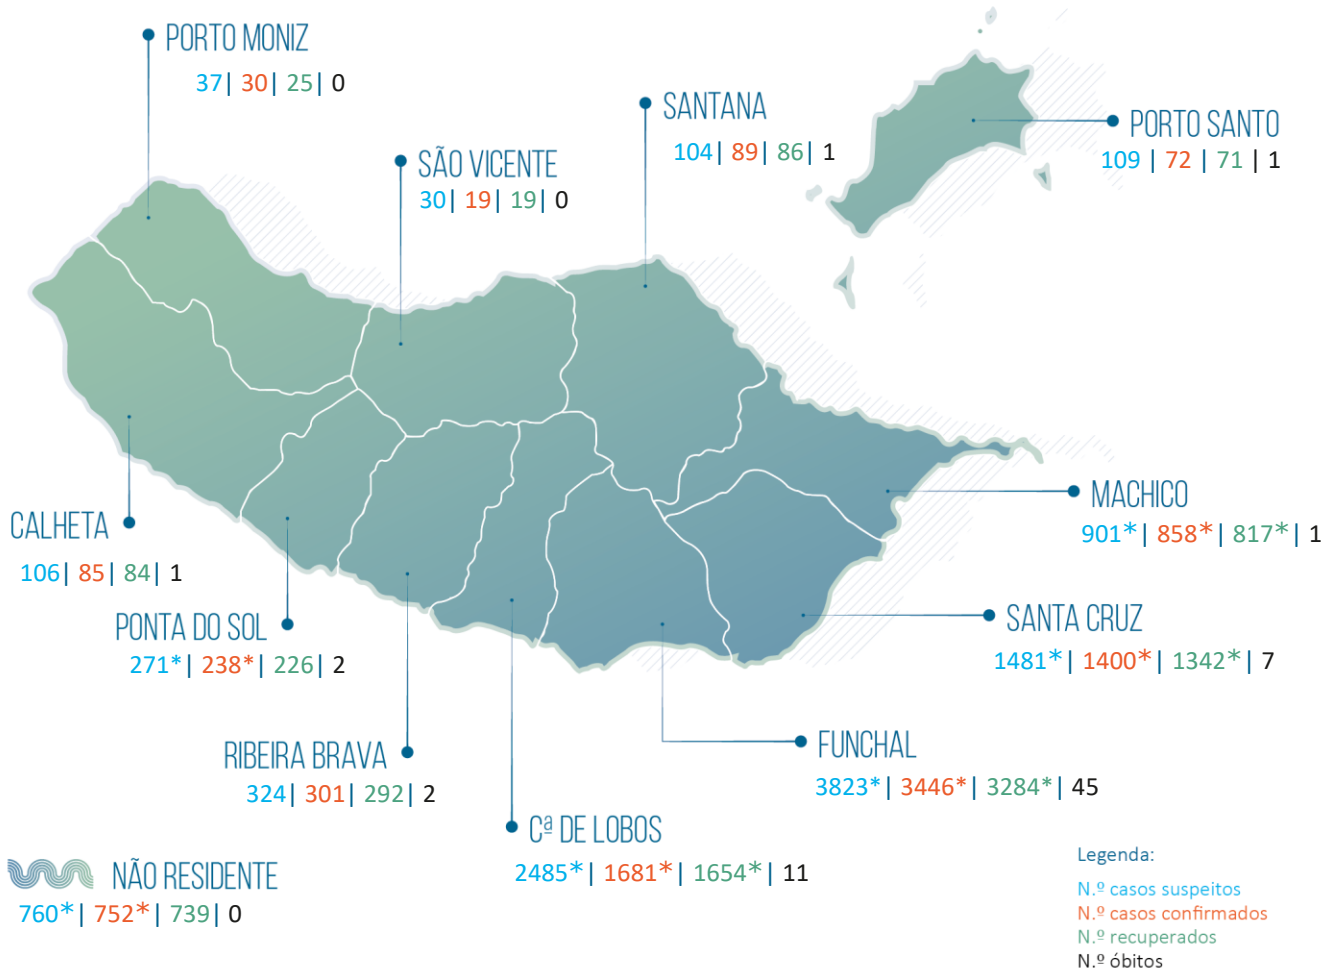 PORTO MONIZ
37| 30| 25| 0
SANTANA
104| 89| 86| 1
PORTO SANTO
109 | 72 | 71 | 1
SÃO VICENTE
30| 19| 19| 0
MACHICO
901*| 858*| 817*| 1
CALHETA
106| 85| 84| 1
PONTA DO SOL
271*| 238*| 226| 2
SANTA CRUZ
1481*| 1400*| 1342*| 7
RIBEIRA BRAVA
324| 301| 292| 2
FUNCHAL
3823*| 3446*| 3284*| 45
Cª DE LOBOS
2485*| 1681*| 1654*| 11
NÃO RESIDENTE
760*| 752*| 739| 0
Legenda:
N.º casos suspeitos
N.º casos confirmados
N.º recuperados
N.º óbitos